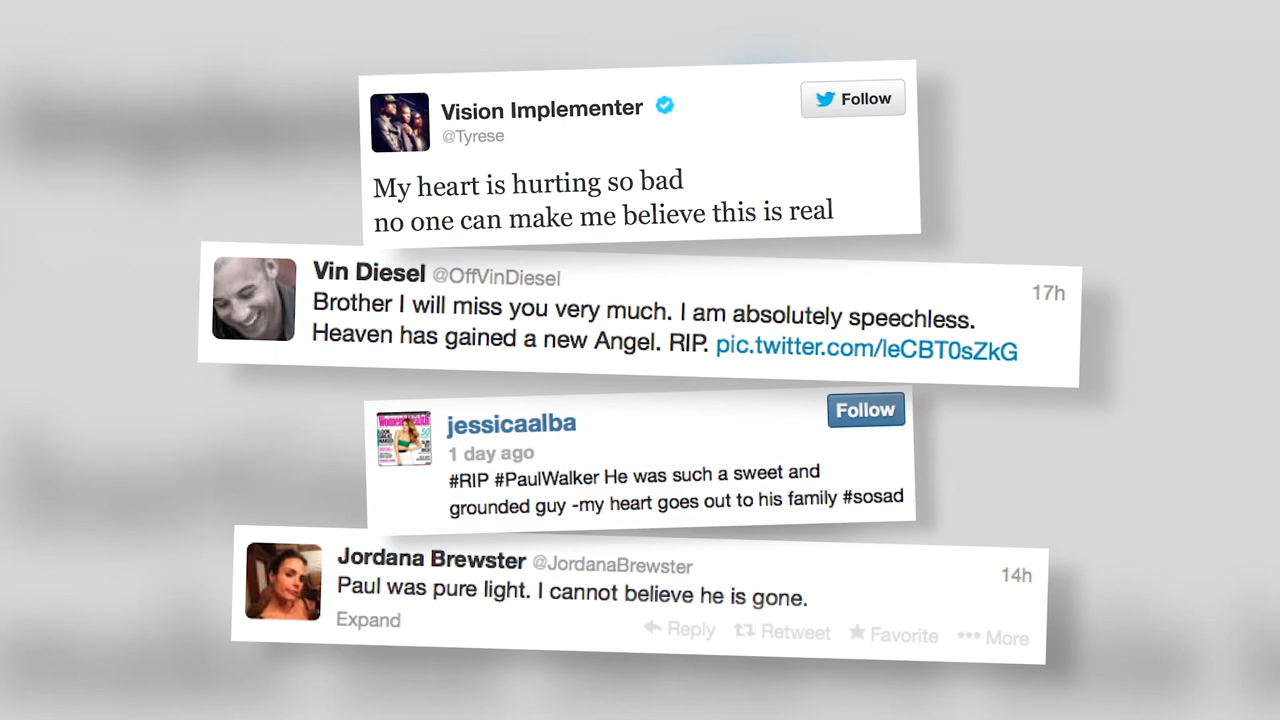 Vision Implementer
@Tyrese
Follow
My heart is hurting so bad
no one can make me believe this is real
Vin Diesel @OffVinDiesel 17h
Brother I will miss you very much. I am absolutely speechless.
Heaven has gained a new Angel. RIP. pic.twitter.com/leCBT0sZkG
Women'sHealth
jessicaalba
Follow
1 day ago
#RIP #PaulWalker He was such a sweet and
grounded guy -my heart goes out to his family #sosad
Jordana Brewster @JordanaBrewster 14h
Paul was pure light. I cannot believe he is gone.
Expand Reply Retweet Favorite More